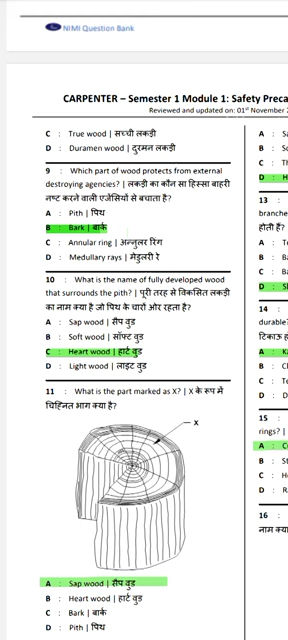 NIMI Question Bank
CARPENTER – Semester 1 Module 1: Safety Preca
Reviewed and updated on: 01st November 2
C : True wood | सच्ची लकड़ी
D : Duramen wood | दुरमन लकड़ी
9 : Which part of wood protects from external
destroying agencies? | लकड़ी का कौन सा हिस्सा बाहरी
नष्ट करने वाली एजेंसियों से बचाता है?
A : Pith | पिथ
B : Bark | बार्क
C : Annular ring | अन्नुलर रिंग
D : Medullary rays | मेडुलरी रे
10 : What is the name of fully developed wood
that surrounds the pith? | पूरी तरह से विकसित लकड़ी
का नाम क्या है जो पिथ के चारों ओर रहता है?
A : Sap wood | सैप वुड
B : Soft wood | सॉफ्ट वुड
C : Heart wood | हार्ट वुड
D : Light wood | लाइट वुड
11 : What is the part marked as X? | X के रूप में
चिह्नित भाग क्या है?
X
A : Sap wood | सैप वुड
B : Heart wood | हार्ट वुड
C : Bark | बार्क
D : Pith | पिथ
A : S
B : S
C : T
D : H
13 :
branche
होती हैं?
A : T
B : B
C : B
D : S
14 :
durable?
टिकाऊ ह
A : K
B : C
C : T
D : D
15 :
rings? |
A : C
B : S
C : H
D : R
16 :
नाम क्या